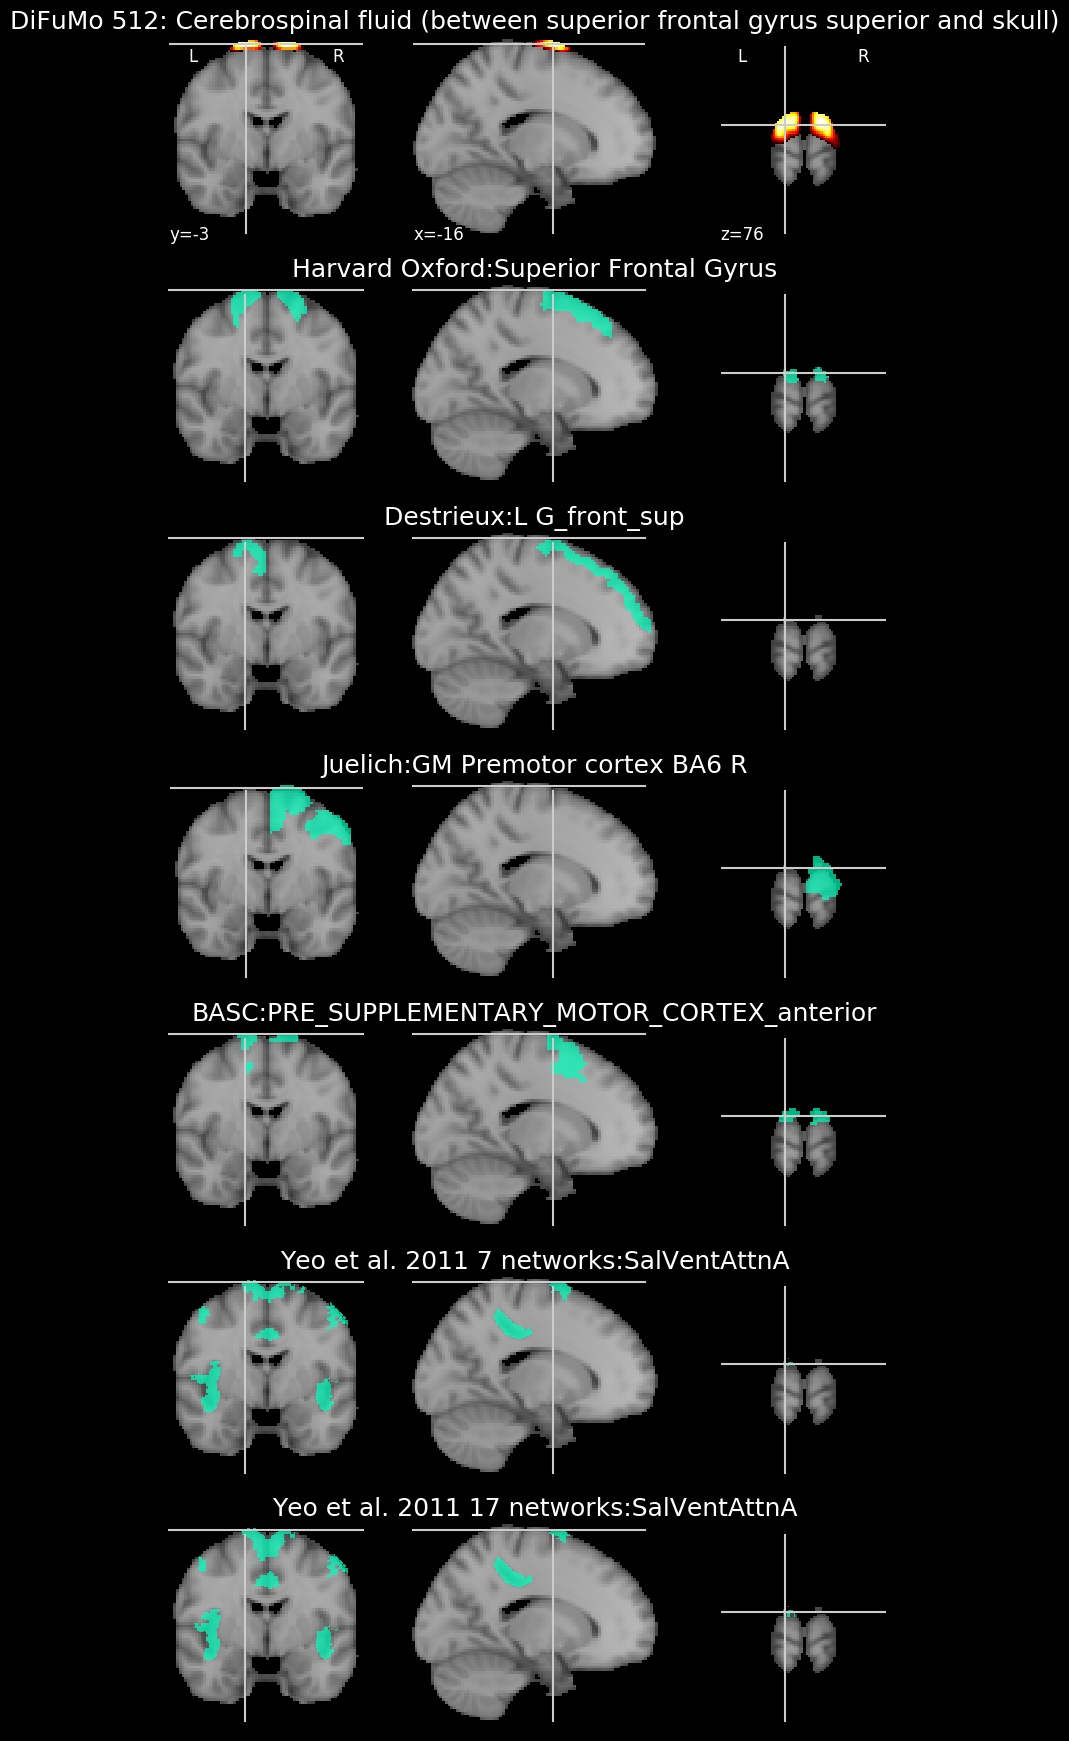 DiFuMo 512: Cerebrospinal fluid (between superior frontal gyrus superior and skull)
L R L R
y=-3 x=-16 z=76
Harvard Oxford:Superior Frontal Gyrus
Destrieux:L G_front_sup
Juelich:GM Premotor cortex BA6 R
BASC:PRE_SUPPLEMENTARY_MOTOR_CORTEX_anterior
Yeo et al. 2011 7 networks:SalVentAttnA
Yeo et al. 2011 17 networks:SalVentAttnA